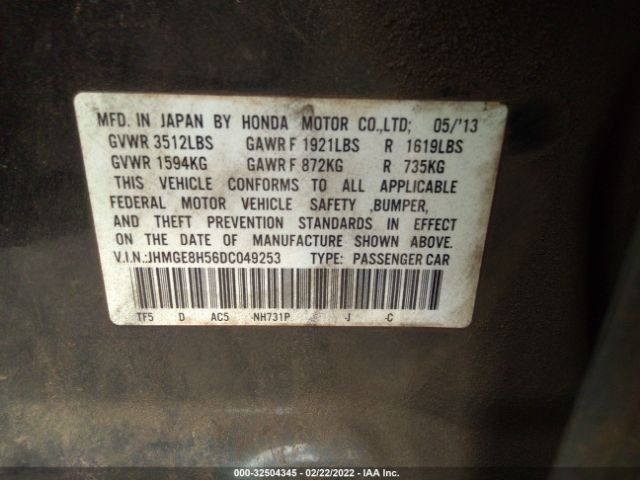 MFD. IN JAPAN BY HONDA MOTOR CO.,LTD; 05/'13
GVWR 3512LBS GAWR F 1921LBS R 1619LBS
GVWR 1594KG GAWR F 872KG R 735KG
THIS VEHICLE CONFORMS TO ALL APPLICABLE
FEDERAL MOTOR VEHICLE SAFETY ,BUMPER,
AND THEFT PREVENTION STANDARDS IN EFFECT
ON THE DATE OF MANUFACTURE SHOWN ABOVE.
V.I.N.:JHMGE8H56DC049253 TYPE: PASSENGER CAR
TF5 D AC5 -NH731P -J -C
000-32504345 - 02/22/2022 - IAA Inc.